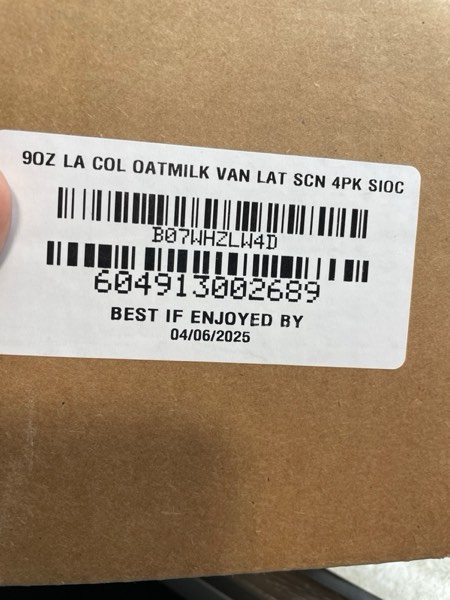 9OZ LA COL OATMILK VAN LAT SCN 4PK SIOC
B07WHZLW4D
604913002689
BEST IF ENJOYED BY
04/06/2025